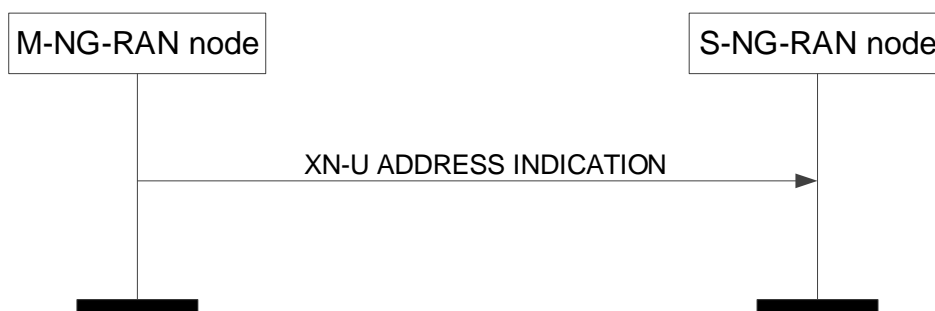 M-NG-RAN node
S-NG-RAN node
XN-U ADDRESS INDICATION